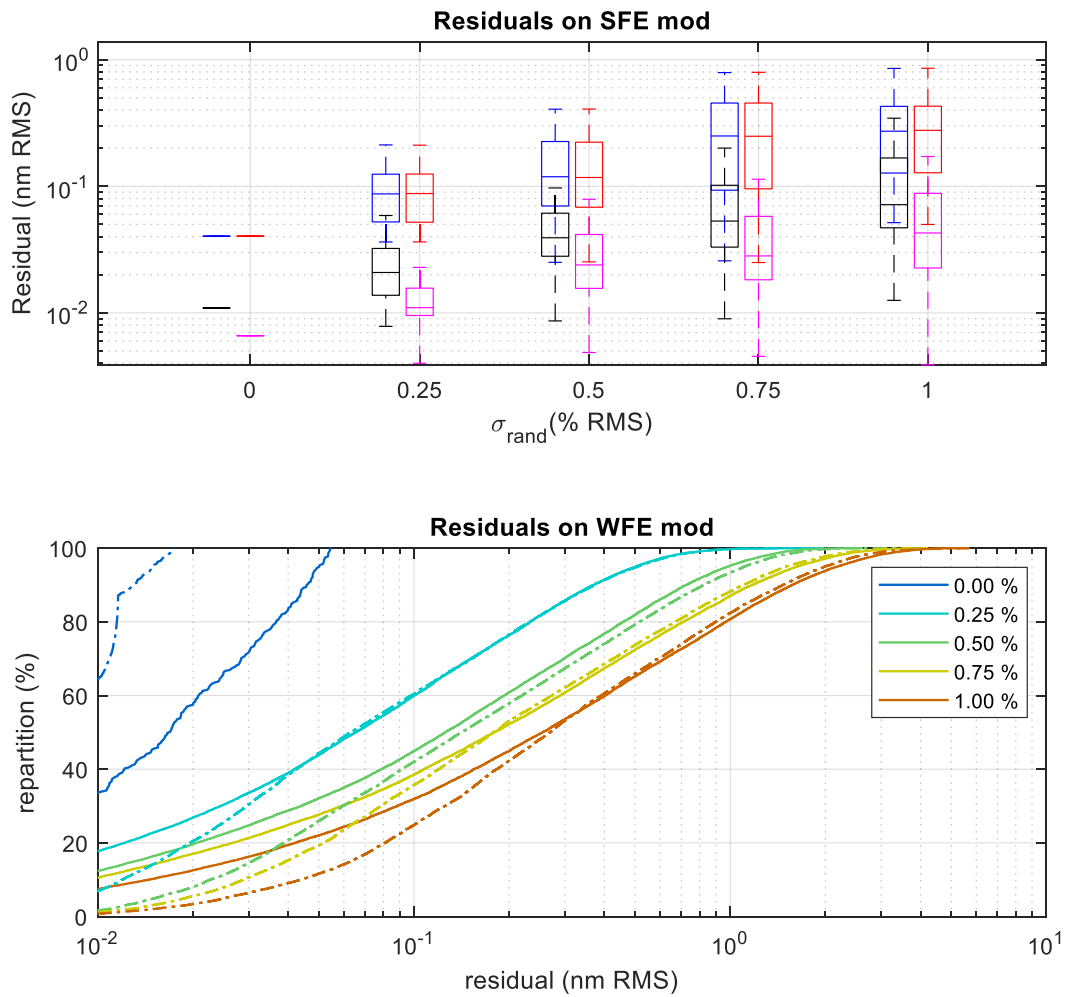 Residuals on SFE mod
Residual (nm RMS)
10^0
10^-1
10^-2
0 0.25 0.5 0.75 1
σ_rand(% RMS)
Residuals on WFE mod
repartition (%)
100
80
60
40
20
0
0.00 %
0.25 %
0.50 %
0.75 %
1.00 %
10^-2 10^-1 10^0 10^1
residual (nm RMS)